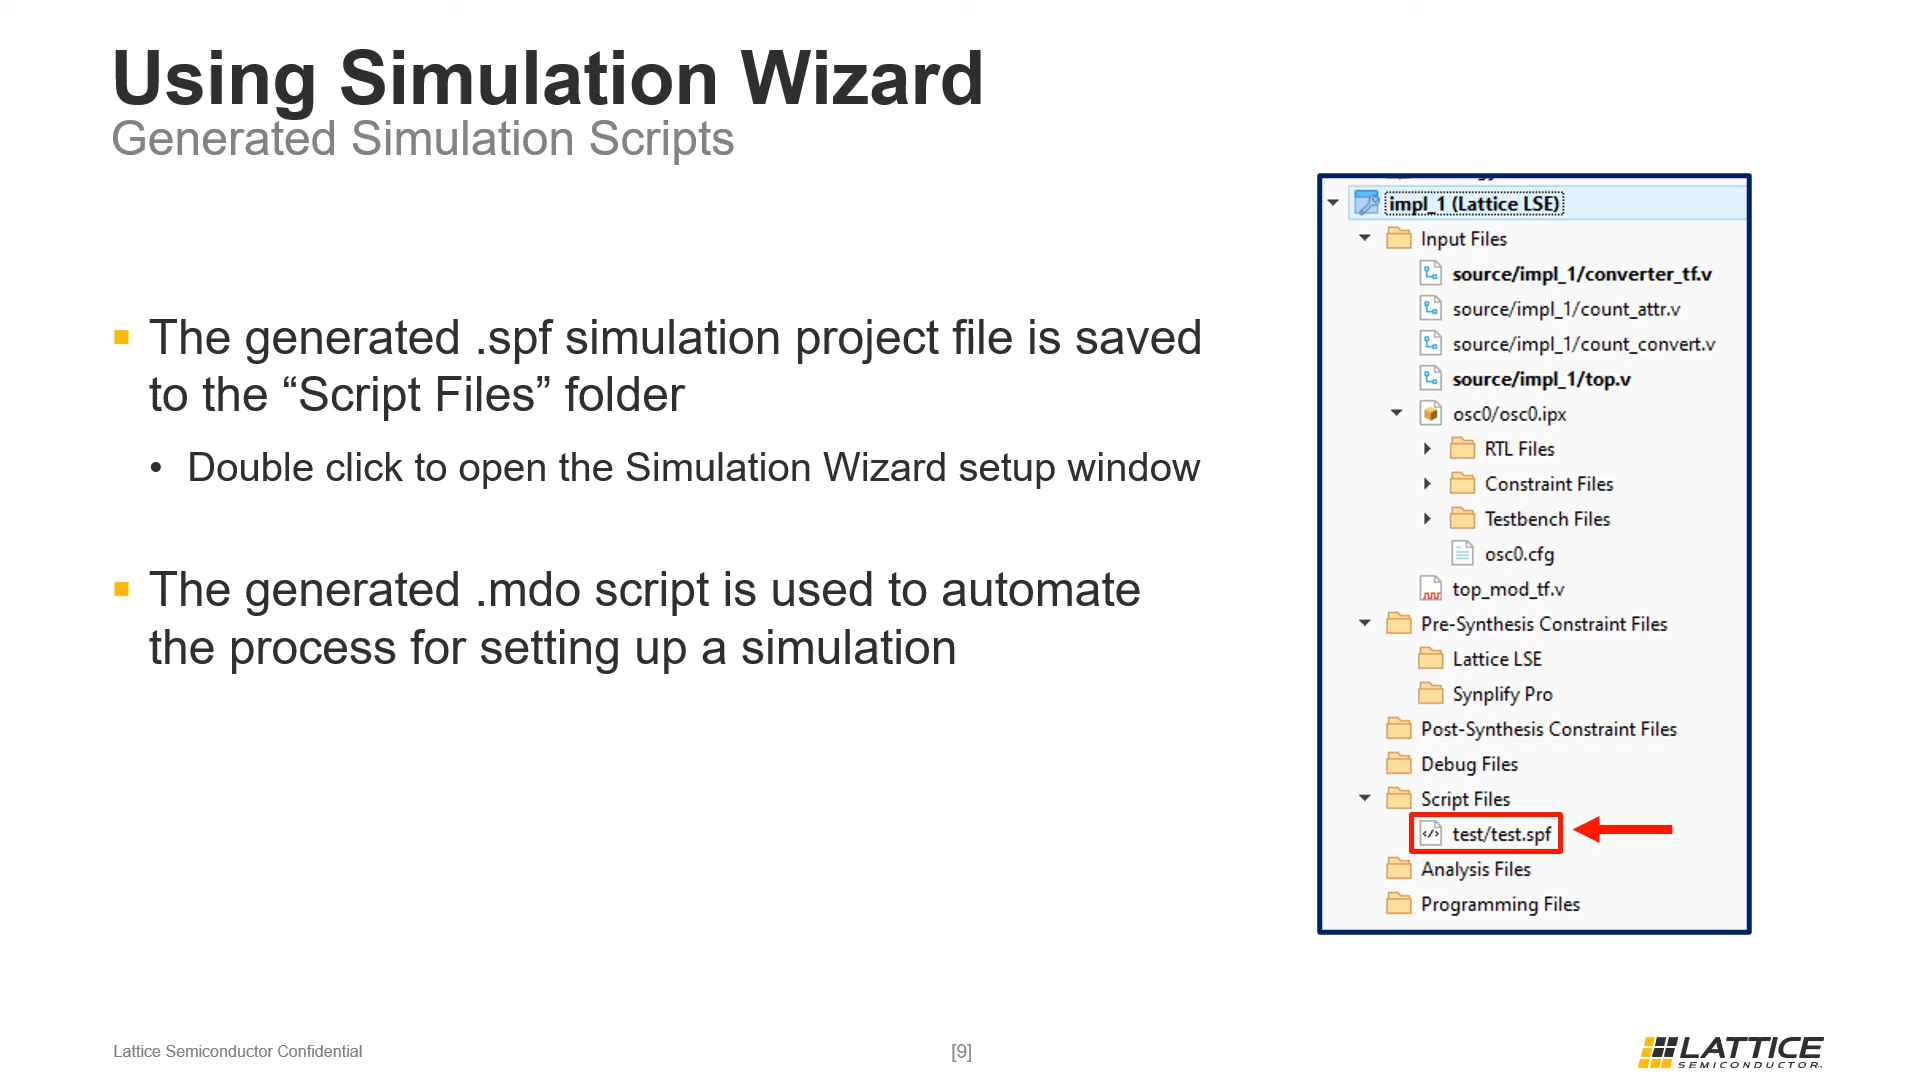 Using Simulation Wizard
Generated Simulation Scripts
▪ The generated .spf simulation project file is saved
to the “Script Files” folder
• Double click to open the Simulation Wizard setup window
▪ The generated .mdo script is used to automate
the process for setting up a simulation
impl_1 (Lattice LSE)
Input Files
source/impl_1/converter_tf.v
source/impl_1/count_attr.v
source/impl_1/count_convert.v
source/impl_1/top.v
osc0/osc0.ipx
RTL Files
Constraint Files
Testbench Files
osc0.cfg
top_mod_tf.v
Pre-Synthesis Constraint Files
Lattice LSE
Synplify Pro
Post-Synthesis Constraint Files
Debug Files
Script Files
test/test.spf
Analysis Files
Programming Files
Lattice Semiconductor Confidential
[9]
LATTICE
SEMICONDUCTOR